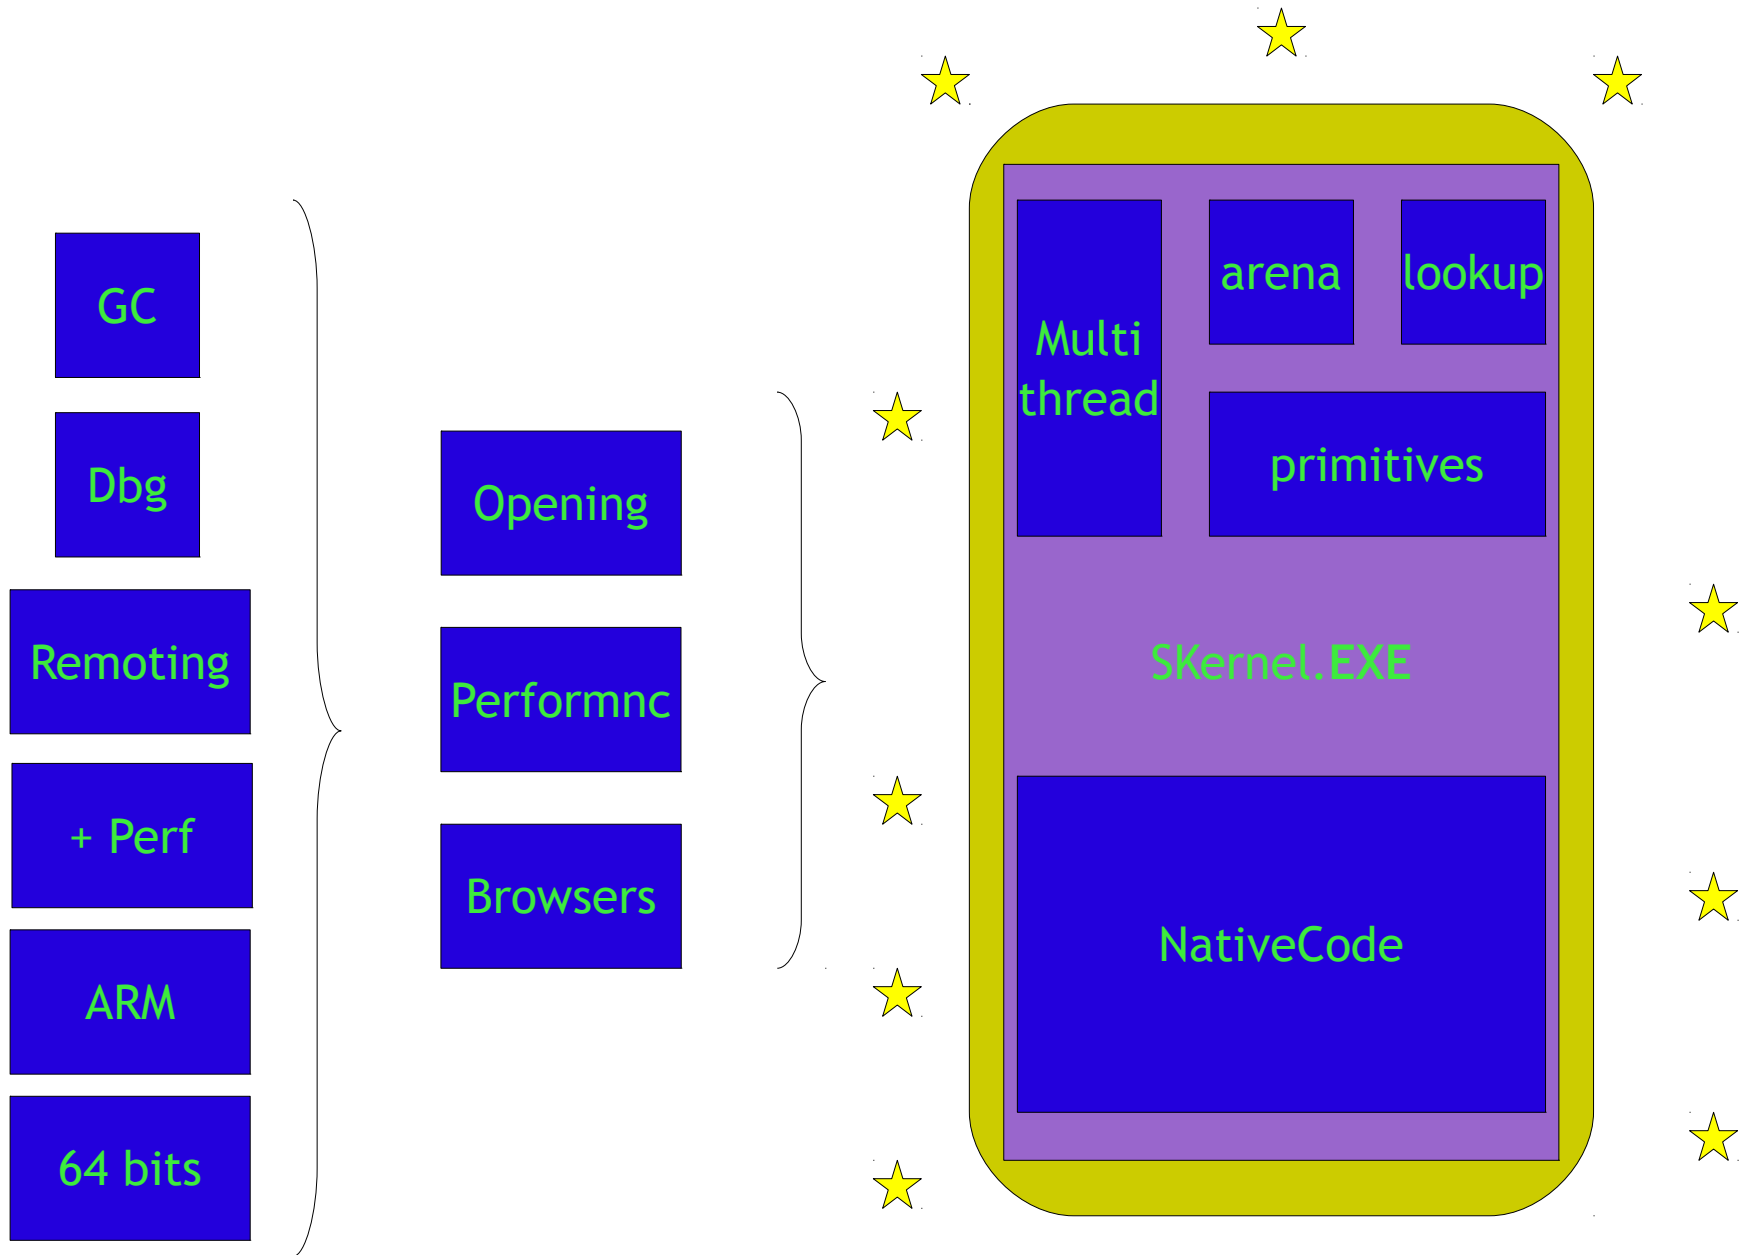 GC
Dbg
Remoting
+ Perf
ARM
64 bits
Opening
Performnc
Browsers
Multi
thread
arena
lookup
primitives
SKernel.EXE
NativeCode